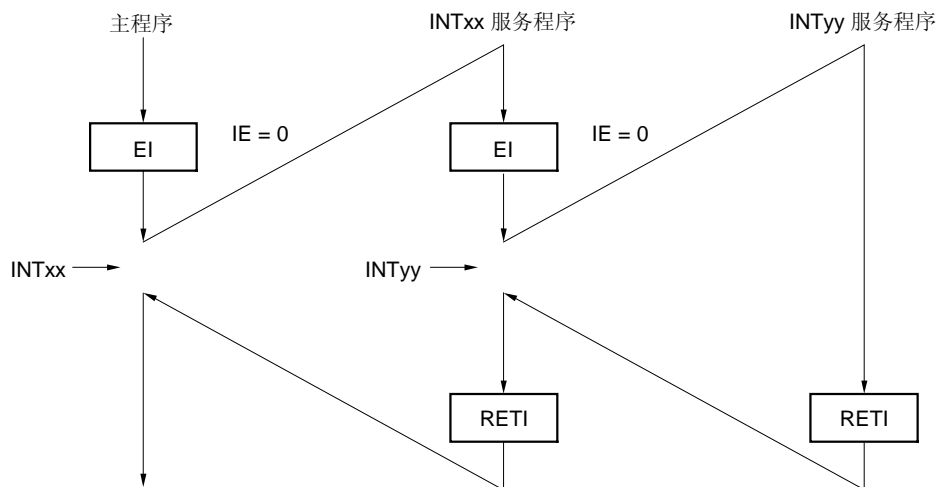 主程序
INTxx 服务程序
INTyy 服务程序
EI
IE = 0
EI
IE = 0
INTxx
INTyy
RETI
RETI